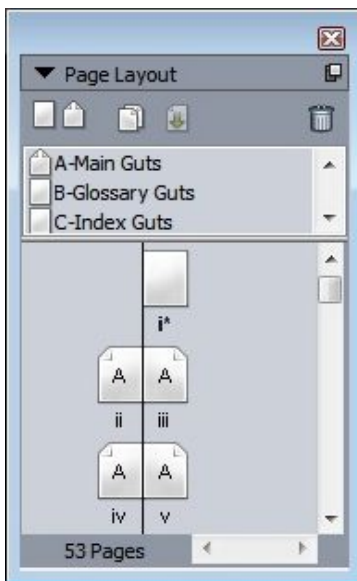 Page Layout
A-Main Guts
B-Glossary Guts
C-Index Guts
i*
A A
ii iii
A A
iv v
53 Pages